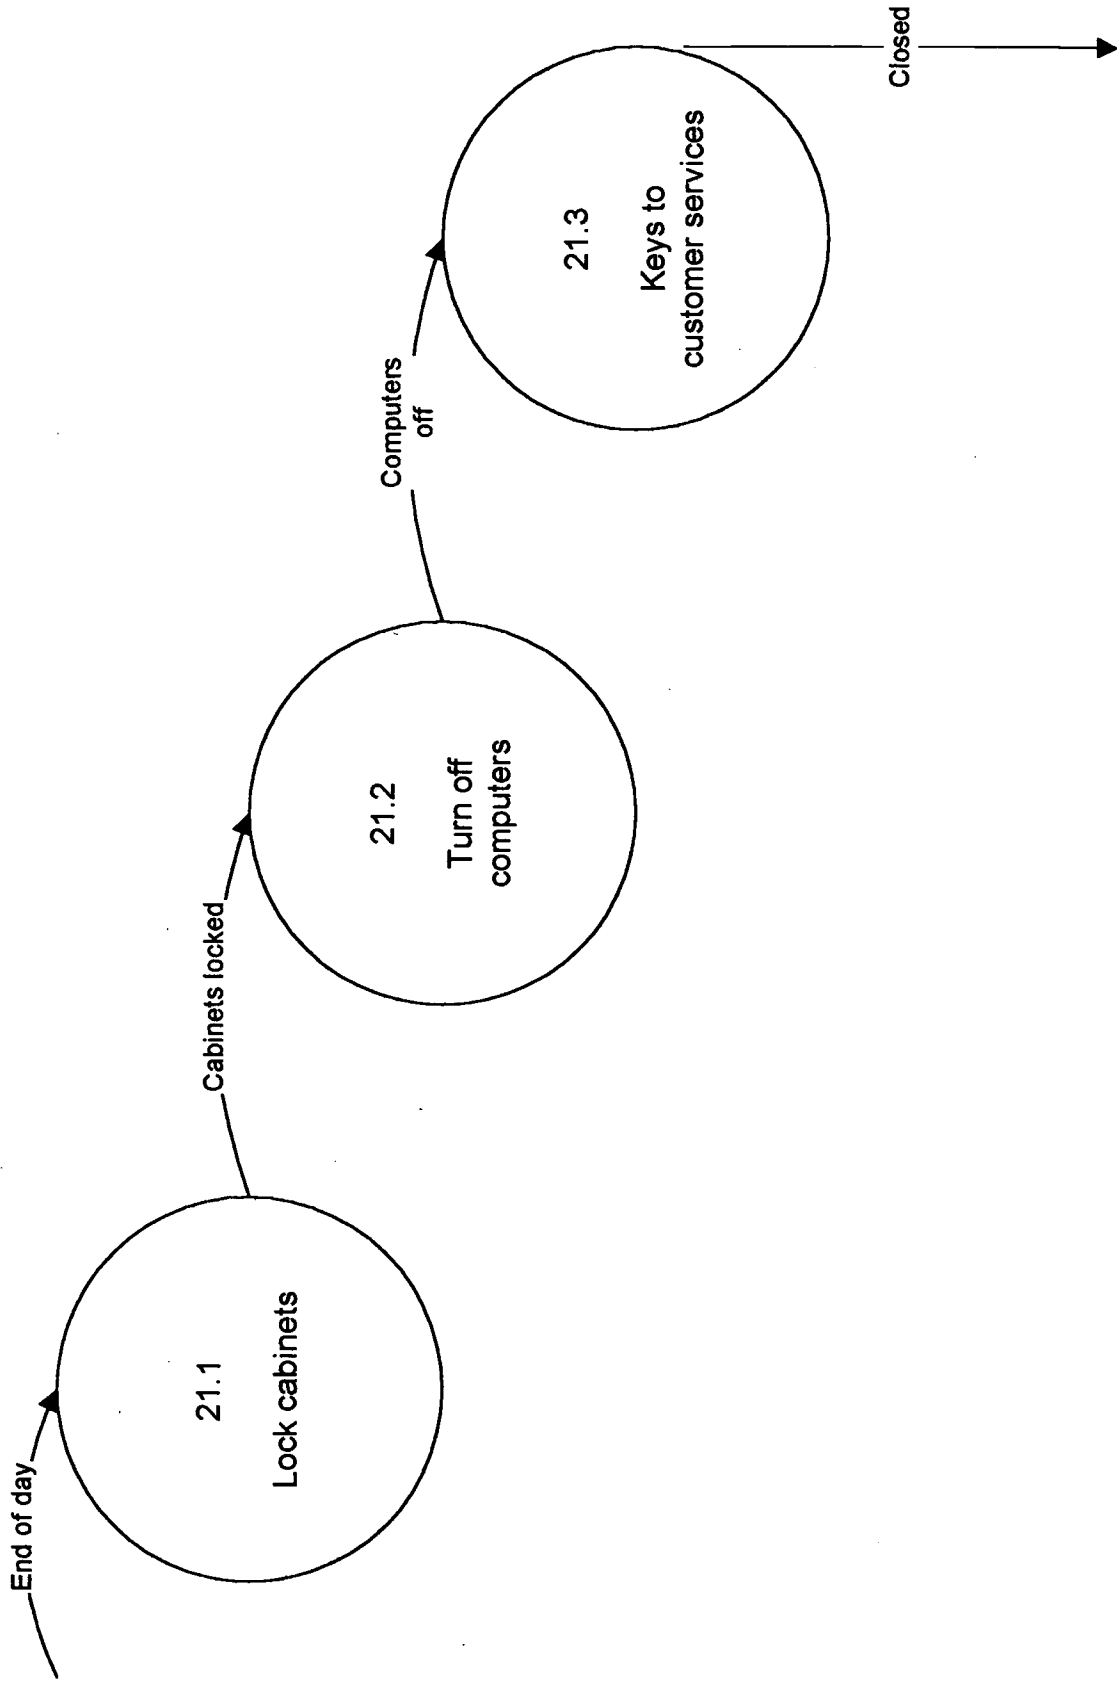 End of day
21.1
Lock cabinets
Cabinets locked
21.2
Turn off
computers
Computers
off
21.3
Keys to
customer services
Closed